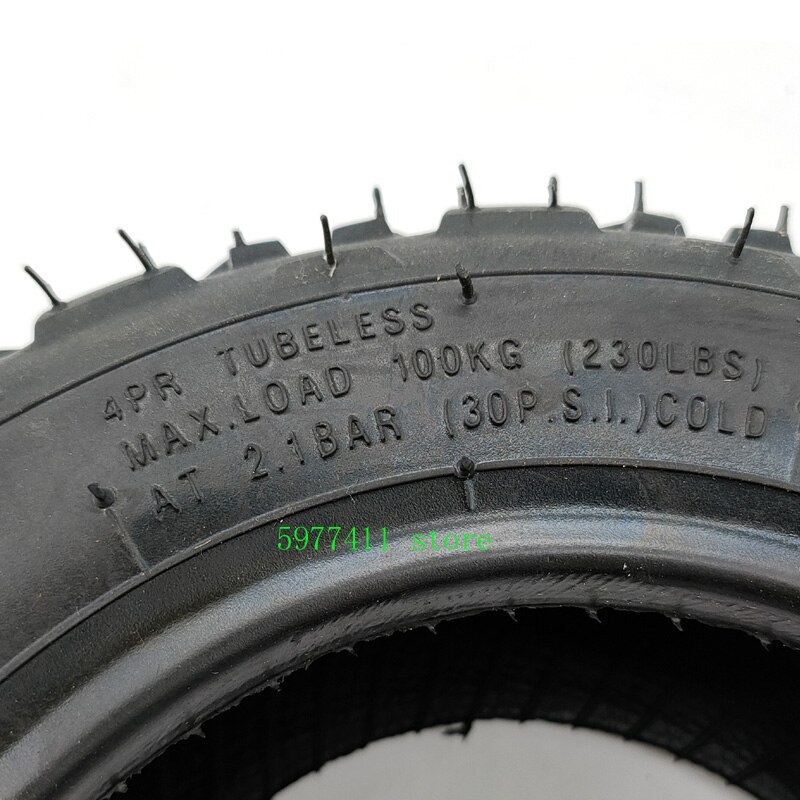 4PR TUBELESS
MAX.LOAD 100KG (230LBS)
AT 2.1BAR (30P.S.I.)COLD
5977411 store